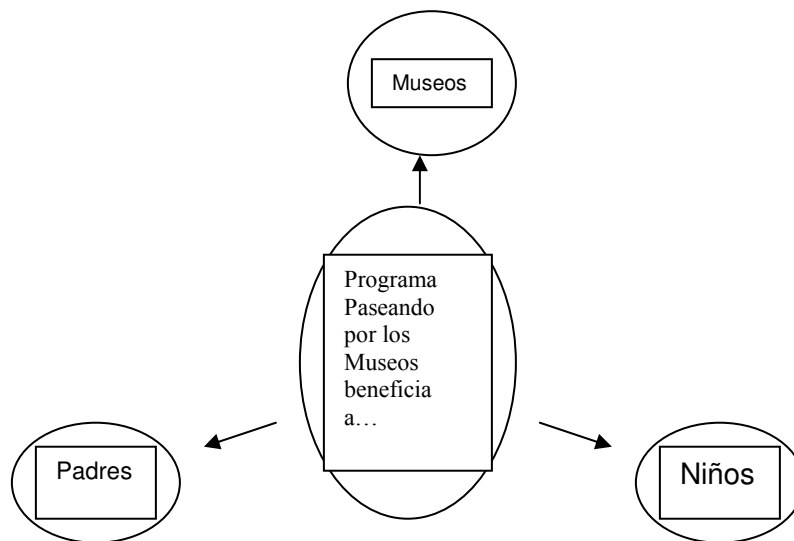 Museos
Programa
Paseando
por los
Museos
beneficia
a…
Padres
Niños